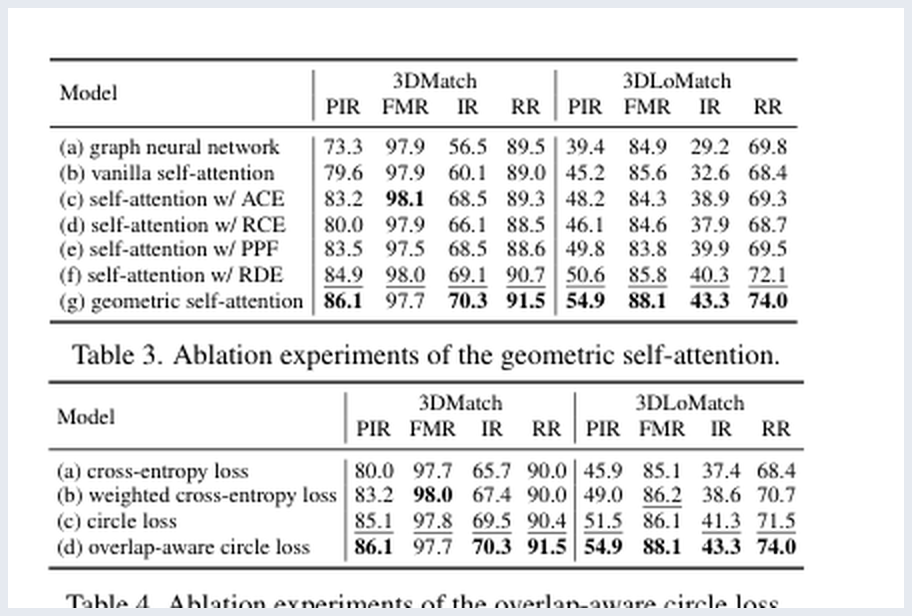 3DMatch 3DLoMatch
Model
PIR FMR IR RR PIR FMR IR RR
(a) graph neural network 73.3 97.9 56.5 89.5 39.4 84.9 29.2 69.8
(b) vanilla self-attention 79.6 97.9 60.1 89.0 45.2 85.6 32.6 68.4
(c) self-attention w/ ACE 83.2 98.1 68.5 89.3 48.2 84.3 38.9 69.3
(d) self-attention w/ RCE 80.0 97.9 66.1 88.5 46.1 84.6 37.9 68.7
(e) self-attention w/ PPF 83.5 97.5 68.5 88.6 49.8 83.8 39.9 69.5
(f) self-attention w/ RDE 84.9 98.0 69.1 90.7 50.6 85.8 40.3 72.1
(g) geometric self-attention 86.1 97.7 70.3 91.5 54.9 88.1 43.3 74.0
Table 3. Ablation experiments of the geometric self-attention.
3DMatch 3DLoMatch
Model
PIR FMR IR RR PIR FMR IR RR
(a) cross-entropy loss 80.0 97.7 65.7 90.0 45.9 85.1 37.4 68.4
(b) weighted cross-entropy loss 83.2 98.0 67.4 90.0 49.0 86.2 38.6 70.7
(c) circle loss 85.1 97.8 69.5 90.4 51.5 86.1 41.3 71.5
(d) overlap-aware circle loss 86.1 97.7 70.3 91.5 54.9 88.1 43.3 74.0
Table 4. Ablation experiments of the overlap-aware circle loss